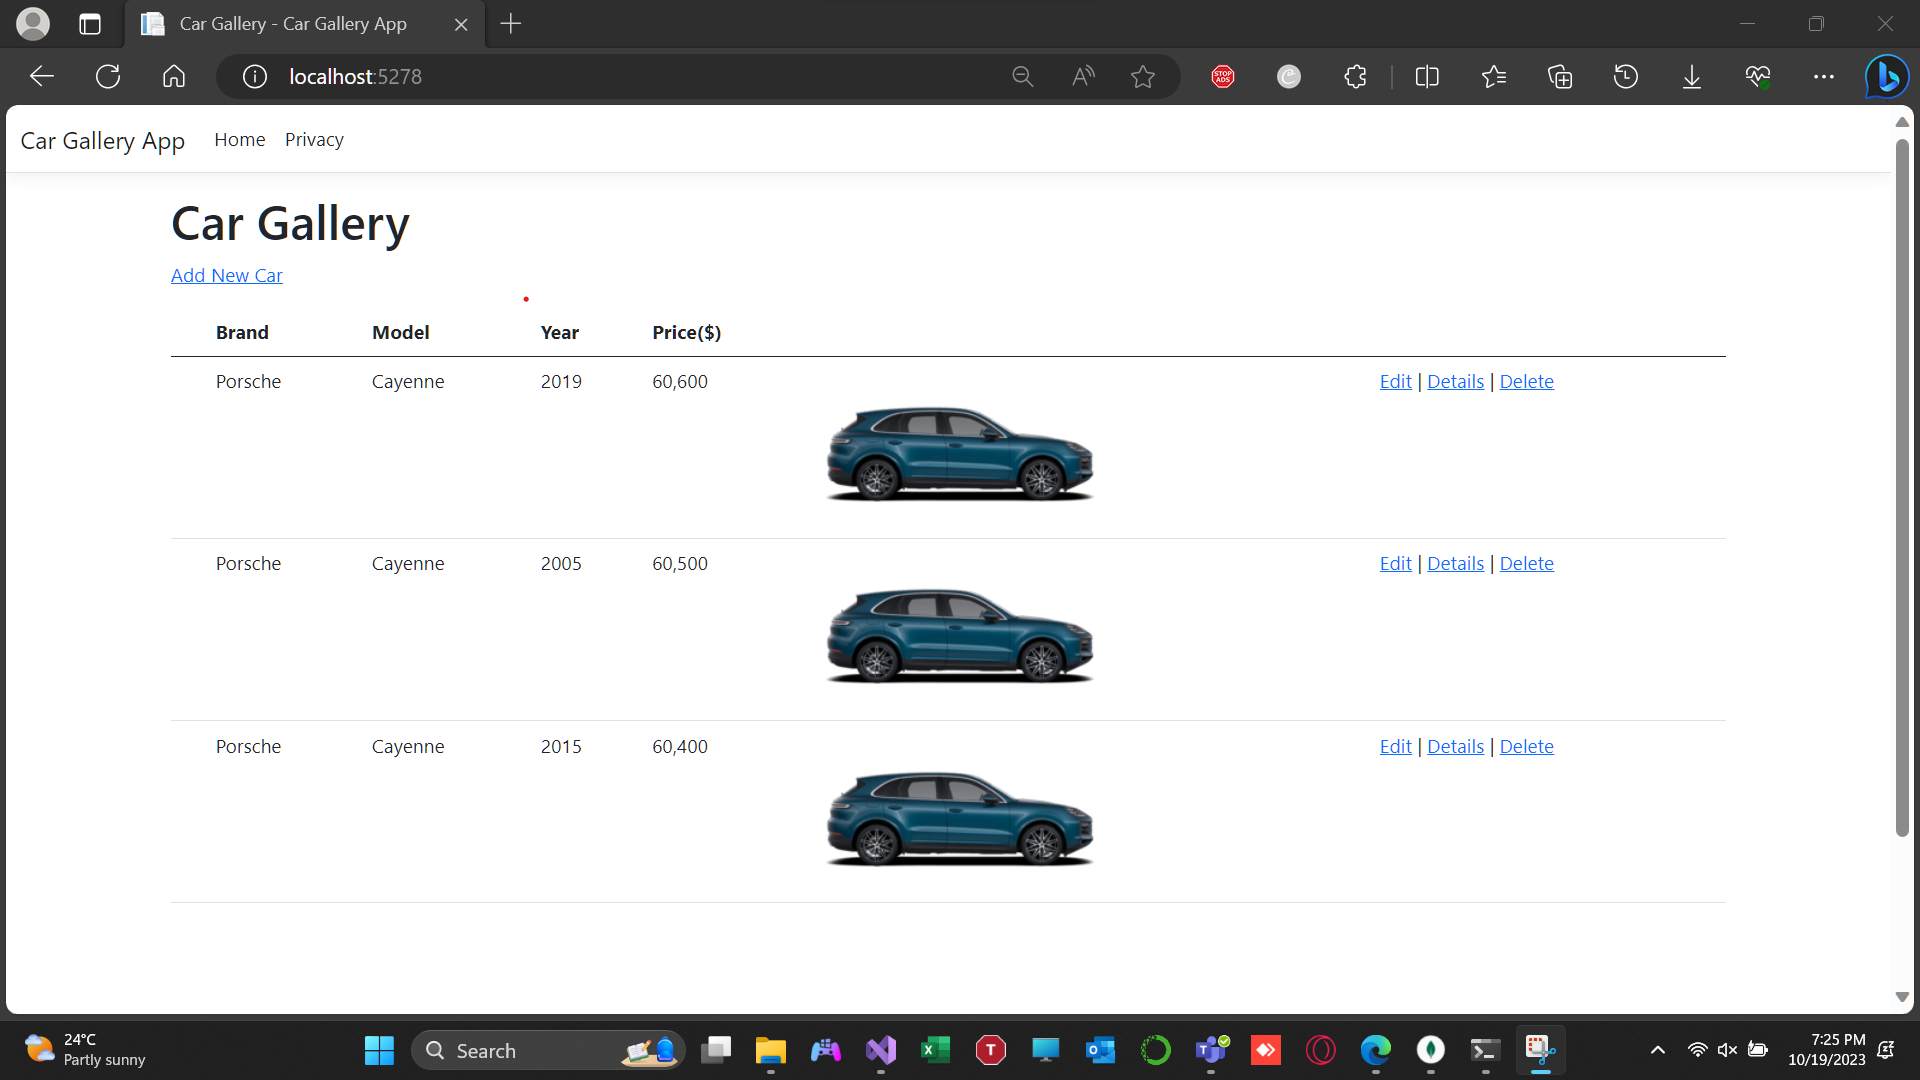 Car Gallery - Car Gallery App
localhost:5278
STOP ADS
Car Gallery App Home Privacy
Car Gallery
Add New Car
Brand Model Year Price($)
Porsche Cayenne 2019 60,600 Edit | Details | Delete
Porsche Cayenne 2005 60,500 Edit | Details | Delete
Porsche Cayenne 2015 60,400 Edit | Details | Delete
24°C
Partly sunny
Search
7:25 PM
10/19/2023